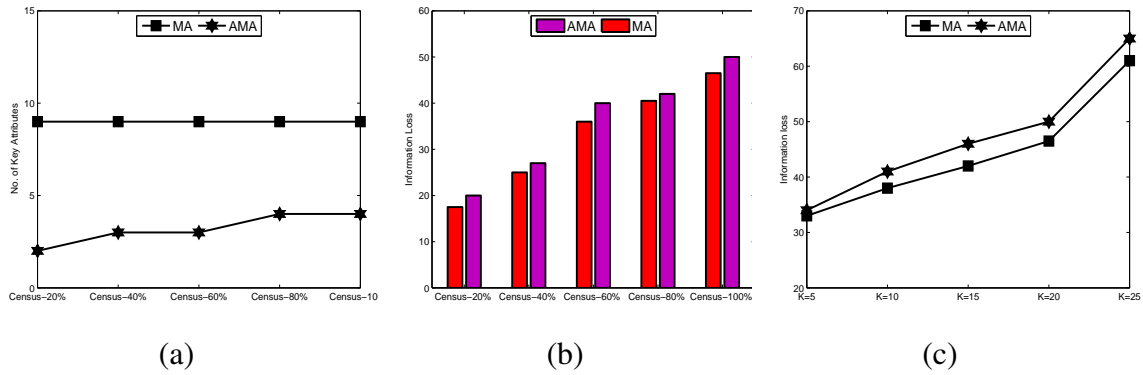 15
10
5
0
No. of Key Attributes
MA AMA
Census−20% Census−40% Census−60% Census−80% Census−10
(a)
60
50
40
30
20
10
0
Information Loss
AMA MA
Census−20% Census−40% Census−60% Census−80% Census−100%
(b)
70
60
50
40
30
20
Information loss
MA AMA
K=5 K=10 K=15 K=20 K=25
(c)